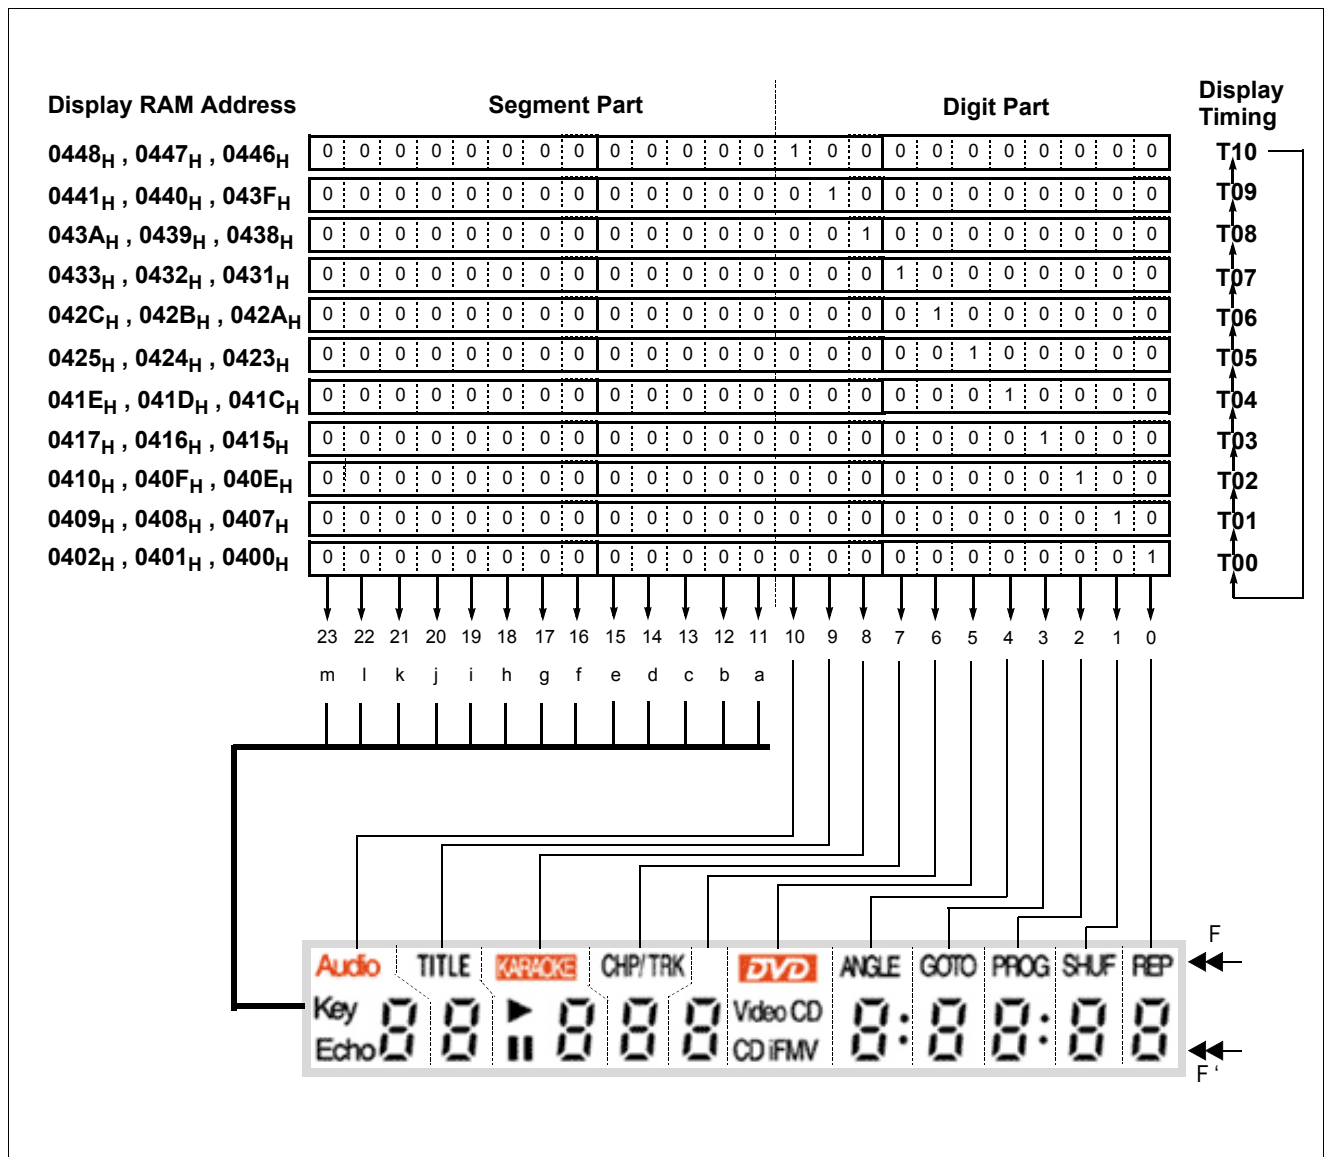 Display RAM Address Segment Part Digit Part Display Timing
0448H , 0447H , 0446H 0 0 0 0 0 0 0 0 0 0 0 0 0 1 0 0 0 0 0 0 0 0 0 0 T10
0441H , 0440H , 043FH 0 0 0 0 0 0 0 0 0 0 0 0 0 0 1 0 0 0 0 0 0 0 0 0 T09
043AH , 0439H , 0438H 0 0 0 0 0 0 0 0 0 0 0 0 0 0 0 1 0 0 0 0 0 0 0 0 T08
0433H , 0432H , 0431H 0 0 0 0 0 0 0 0 0 0 0 0 0 0 0 0 1 0 0 0 0 0 0 0 T07
042CH , 042BH , 042AH 0 0 0 0 0 0 0 0 0 0 0 0 0 0 0 0 0 1 0 0 0 0 0 0 T06
0425H , 0424H , 0423H 0 0 0 0 0 0 0 0 0 0 0 0 0 0 0 0 0 0 1 0 0 0 0 0 T05
041EH , 041DH , 041CH 0 0 0 0 0 0 0 0 0 0 0 0 0 0 0 0 0 0 0 1 0 0 0 0 T04
0417H , 0416H , 0415H 0 0 0 0 0 0 0 0 0 0 0 0 0 0 0 0 0 0 0 0 1 0 0 0 T03
0410H , 040FH , 040EH 0 0 0 0 0 0 0 0 0 0 0 0 0 0 0 0 0 0 0 0 0 1 0 0 T02
0409H , 0408H , 0407H 0 0 0 0 0 0 0 0 0 0 0 0 0 0 0 0 0 0 0 0 0 0 1 0 T01
0402H , 0401H , 0400H 0 0 0 0 0 0 0 0 0 0 0 0 0 0 0 0 0 0 0 0 0 0 0 1 T00
23 22 21 20 19 18 17 16 15 14 13 12 11 10 9 8 7 6 5 4 3 2 1 0
m l k j i h g f e d c b a
F
Audio TITLE KARAOKE CHP/TRK DVD ANGLE GOTO PROG SHUF REP
Key 8 8 8 8 8 Video CD 8:8 8:8 8
Echo CD iFMV
F '